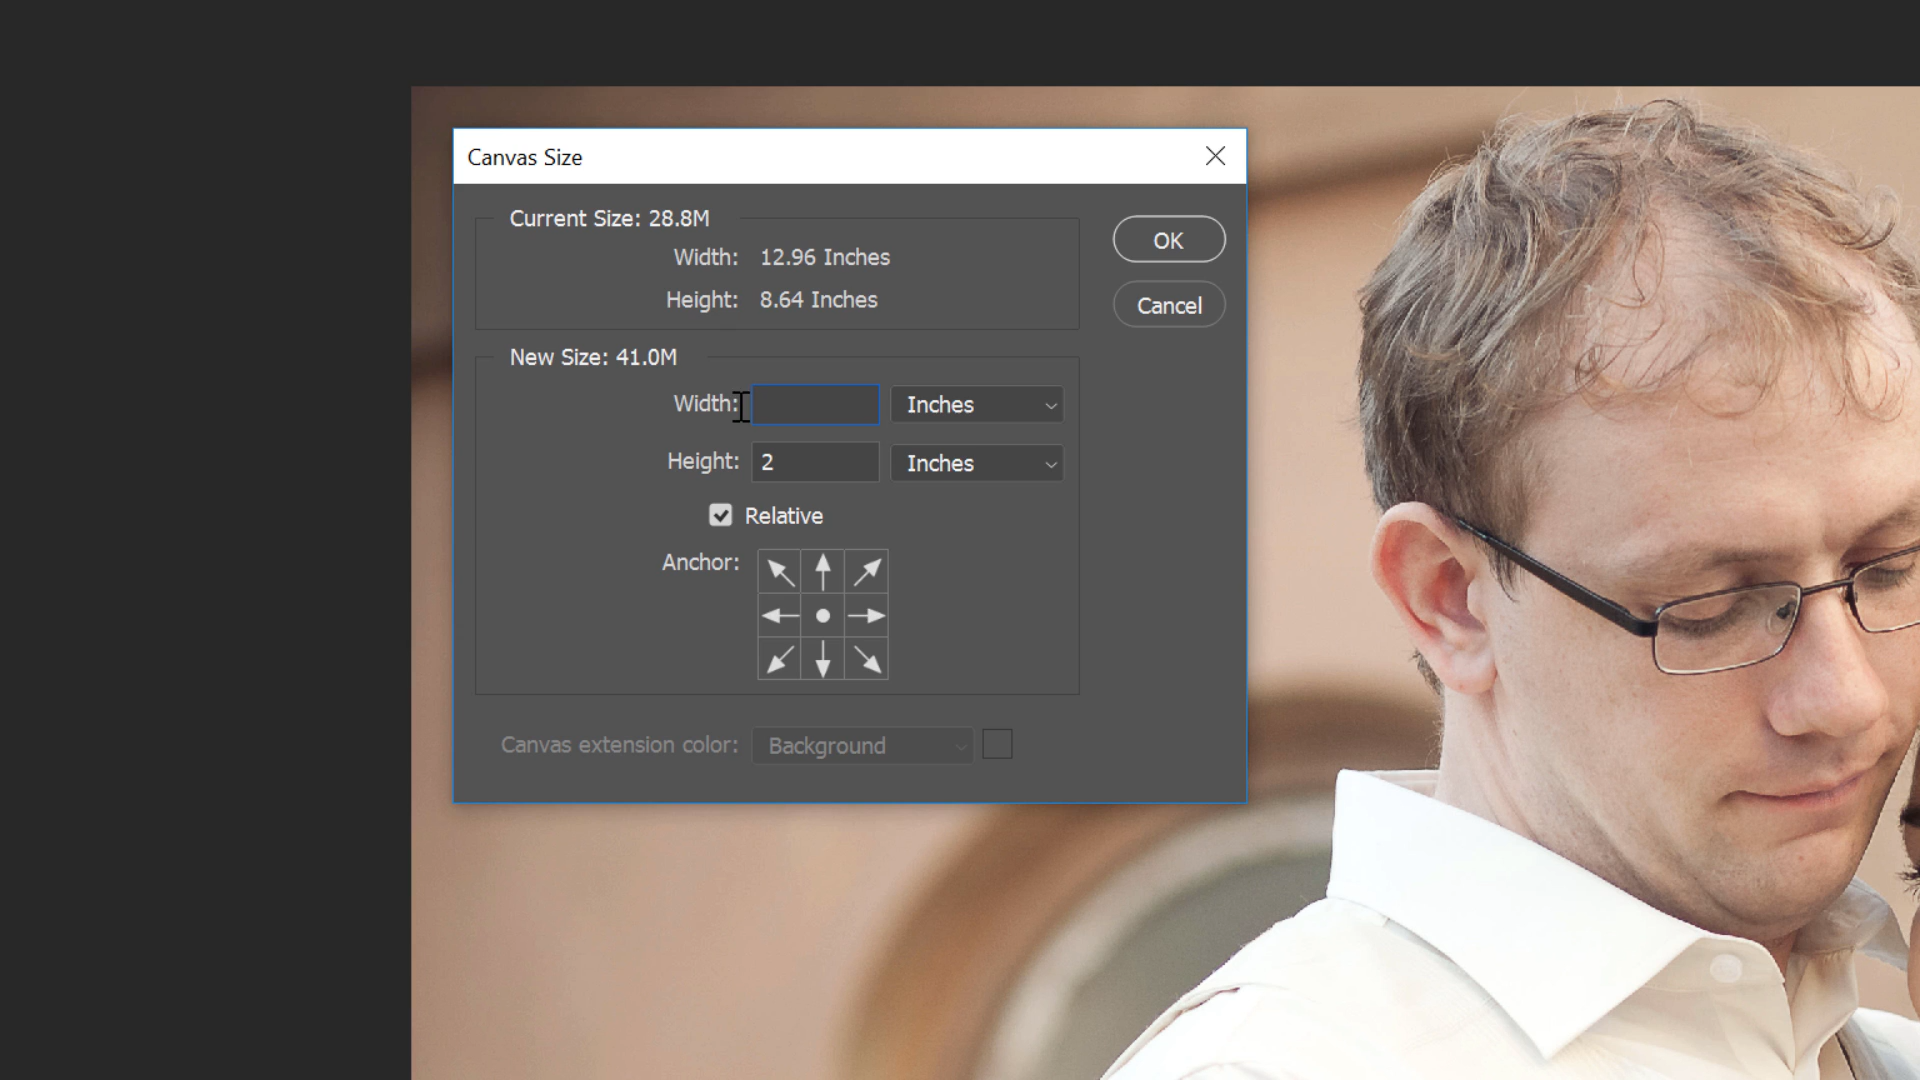 Canvas Size
Current Size: 28.8M
Width: 12.96 Inches
Height: 8.64 Inches
OK
Cancel
New Size: 41.0M
Width: Inches
Height: 2 Inches
Relative
Anchor:
Canvas extension color: Background